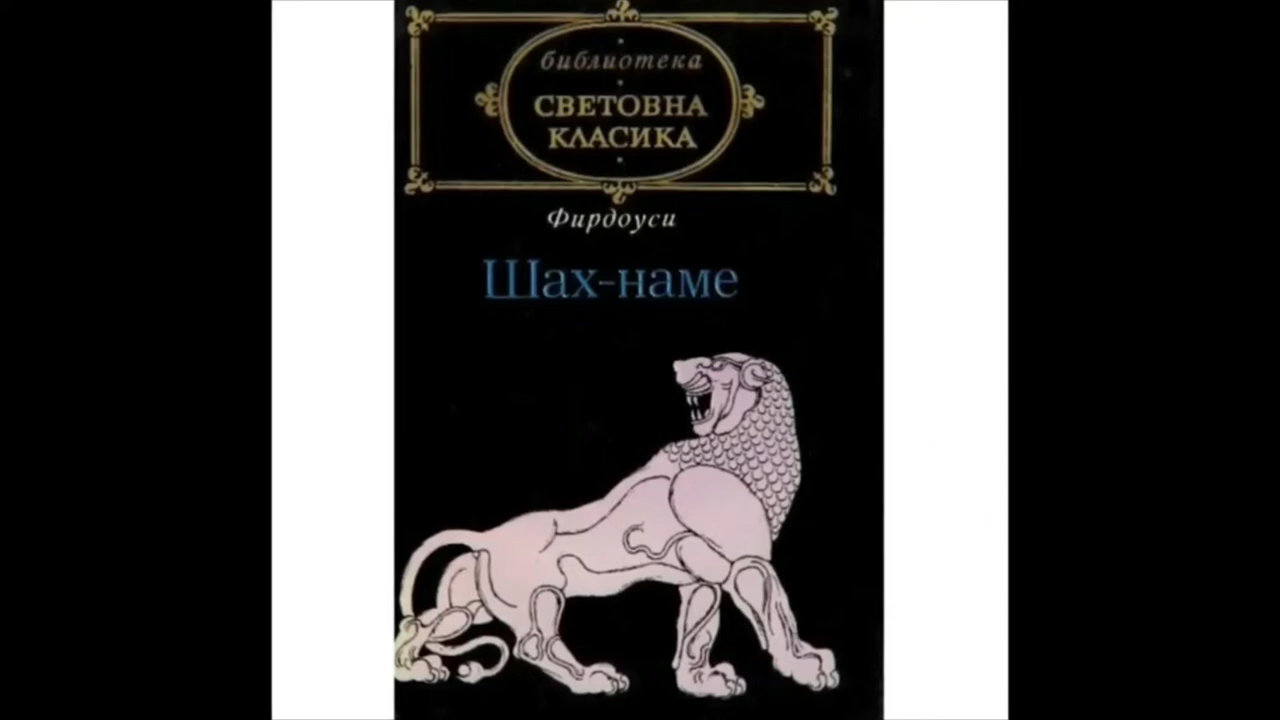 библиотека
СВЕТОВНА
КЛАСИКА
Фирдоуси
Шах-наме